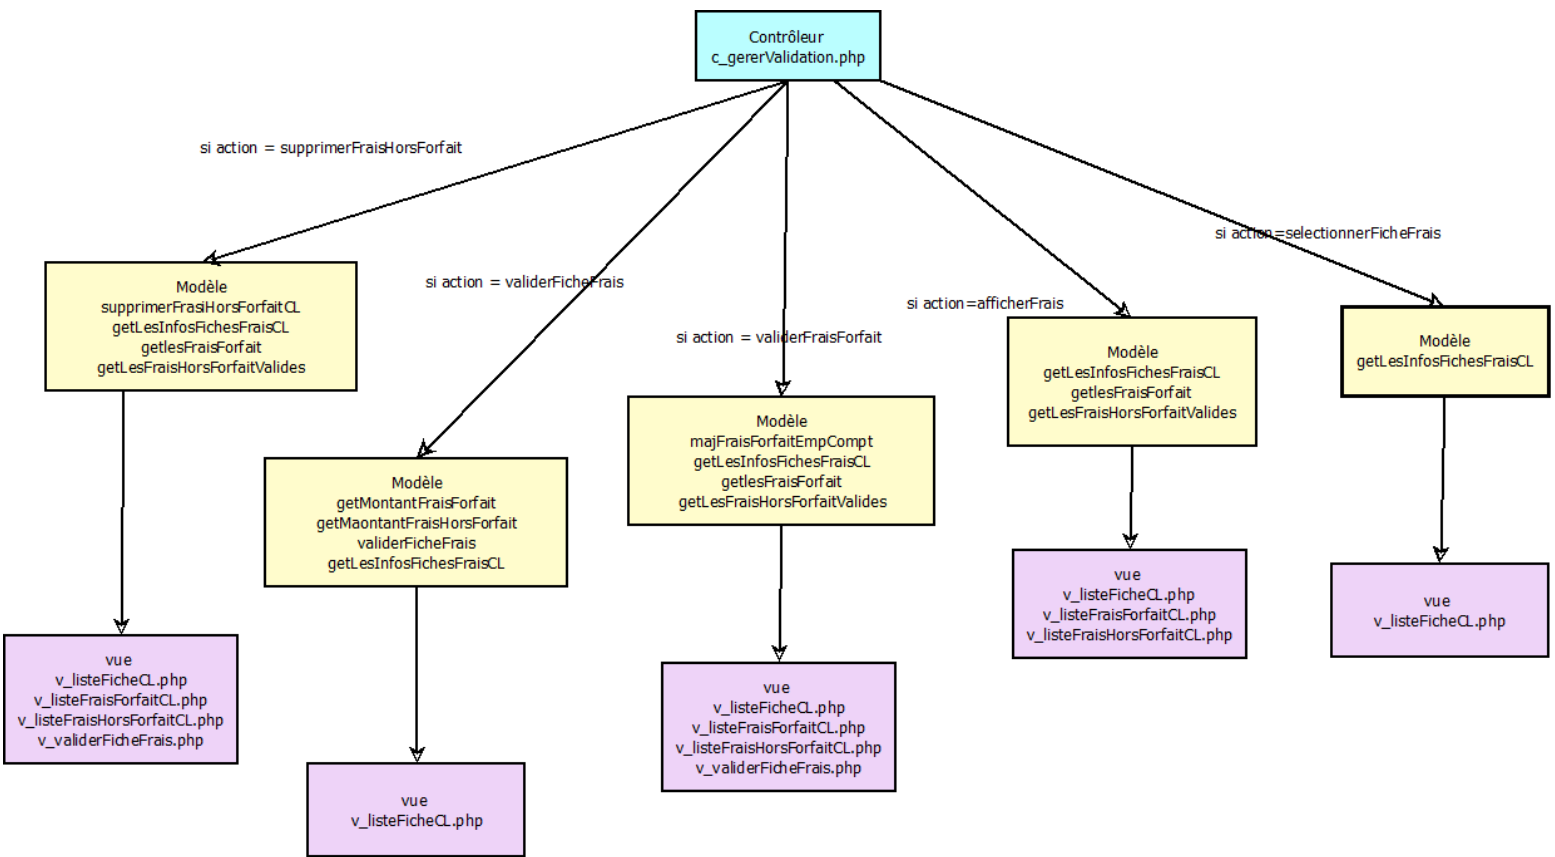 Contrôleur
c_gererValidation.php
si action = supprimerFraisHorsForfait
si action = validerFicheFrais
si action = validerFraisForfait
si action=afficherFrais
si action=selectionnerFicheFrais
Modèle
supprimerFrasiHorsForfaitCL
getLesInfosFichesFraisCL
getlesFraisForfait
getLesFraisHorsForfaitValides
Modèle
getMontantFraisForfait
getMaontantFraisHorsForfait
validerFicheFrais
getLesInfosFichesFraisCL
Modèle
majFraisForfaitEmpCompt
getLesInfosFichesFraisCL
getlesFraisForfait
getLesFraisHorsForfaitValides
Modèle
getLesInfosFichesFraisCL
getlesFraisForfait
getLesFraisHorsForfaitValides
Modèle
getLesInfosFichesFraisCL
vue
v_listeFicheCL.php
v_listeFraisForfaitCL.php
v_listeFraisHorsForfaitCL.php
v_validerFicheFrais.php
vue
v_listeFicheCL.php
vue
v_listeFicheCL.php
v_listeFraisForfaitCL.php
v_listeFraisHorsForfaitCL.php
v_validerFicheFrais.php
vue
v_listeFicheCL.php
v_listeFraisForfaitCL.php
v_listeFraisHorsForfaitCL.php
vue
v_listeFicheCL.php